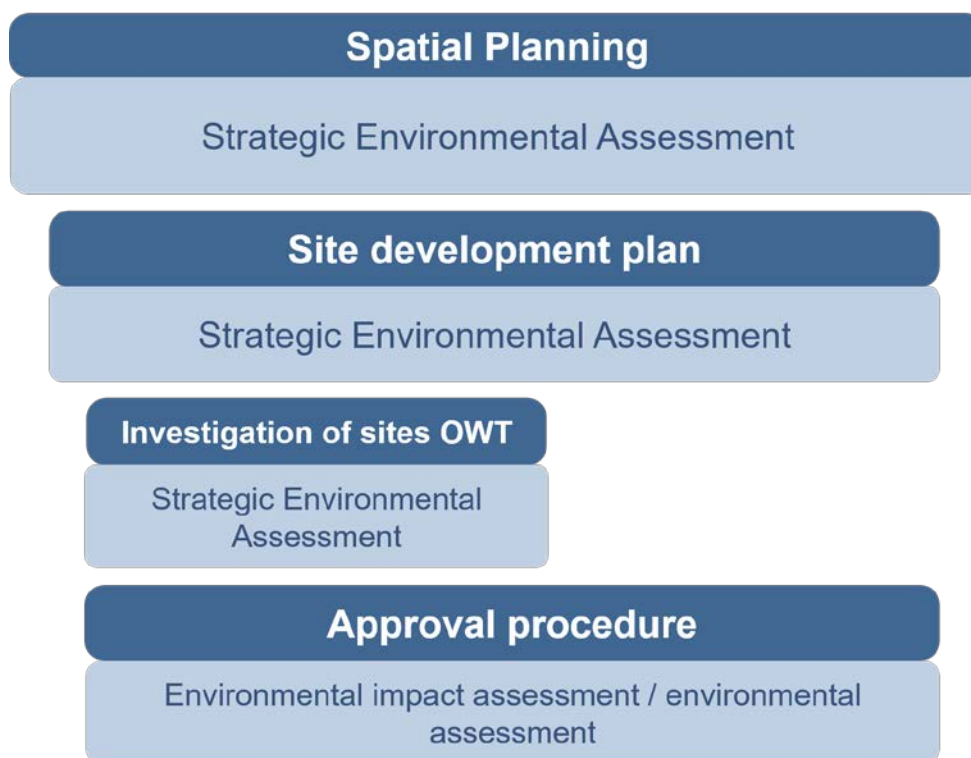 Spatial Planning
Strategic Environmental Assessment
Site development plan
Strategic Environmental Assessment
Investigation of sites OWT
Strategic Environmental
Assessment
Approval procedure
Environmental impact assessment / environmental
assessment